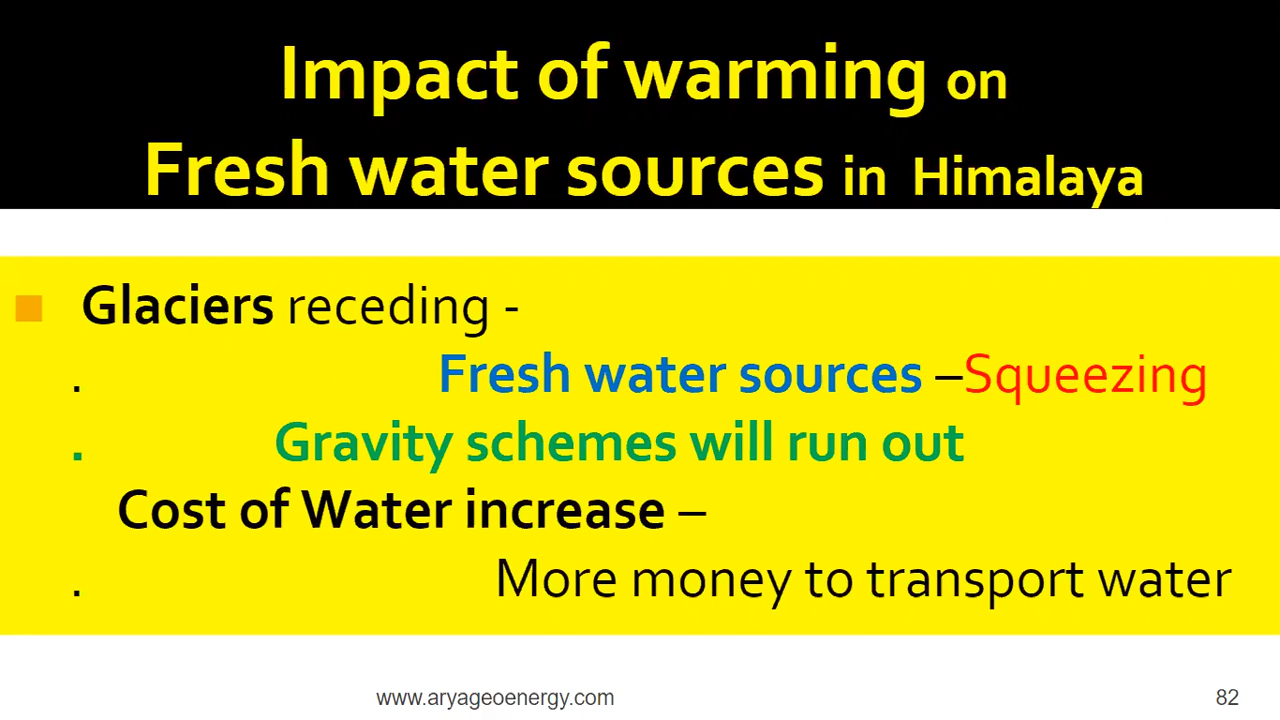 Impact of warming on
Fresh water sources in Himalaya
Glaciers receding -
. Fresh water sources –Squeezing
. Gravity schemes will run out
Cost of Water increase –
. More money to transport water
www.aryageoenergy.com 82